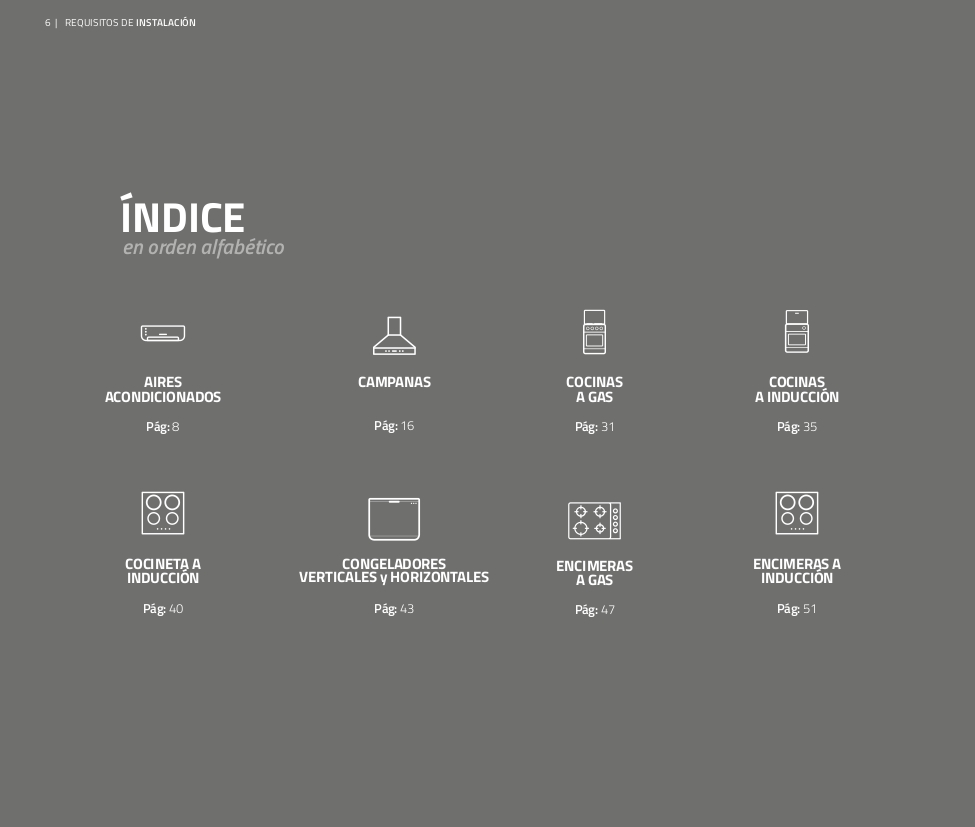 6 | REQUISITOS DE INSTALACIÓN
ÍNDICE
en orden alfabético
AIRES
ACONDICIONADOS
Pág: 8
CAMPANAS
Pág: 16
COCINAS
A GAS
Pág: 31
COCINAS
A INDUCCIÓN
Pág: 35
COCINETA A
INDUCCIÓN
Pág: 40
CONGELADORES
VERTICALES y HORIZONTALES
Pág: 43
ENCIMERAS
A GAS
Pág: 47
ENCIMERAS A
INDUCCIÓN
Pág: 51